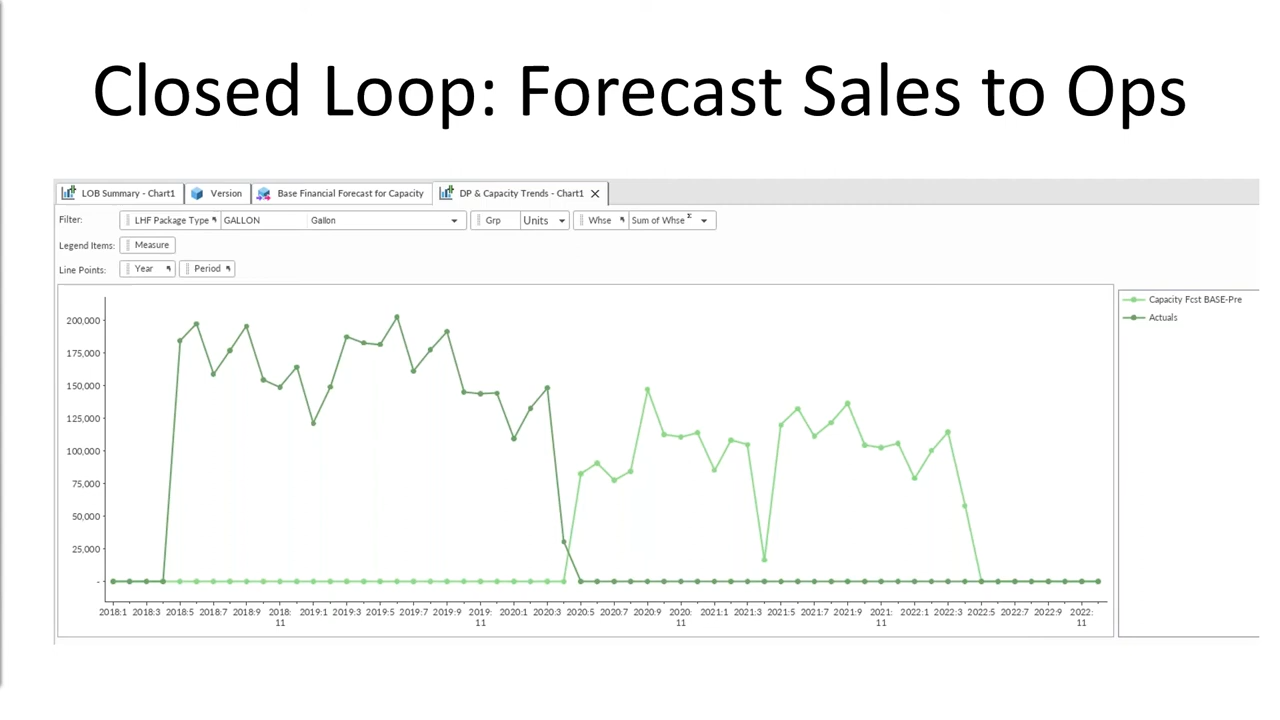 Closed Loop: Forecast Sales to Ops
LOB Summary - Chart1 Version Base Financial Forecast for Capacity DP & Capacity Trends - Chart1
Filter: LHF Package Type GALLON Gallon Grp Units Whse Sum of Whse Σ
Legend Items: Measure
Line Points: Year Period
Capacity Fcst BASE-Pre
Actuals
200,000
175,000
150,000
125,000
100,000
75,000
50,000
25,000
-
2018:1 2018:3 2018:5 2018:7 2018:9 2018: 2019:1 2019:3 2019:5 2019:7 2019:9 2019: 2020:1 2020:3 2020:5 2020:7 2020:9 2020: 2021:1 2021:3 2021:5 2021:7 2021:9 2021: 2022:1 2022:3 2022:5 2022:7 2022:9 2022:
11 11 11 11 11